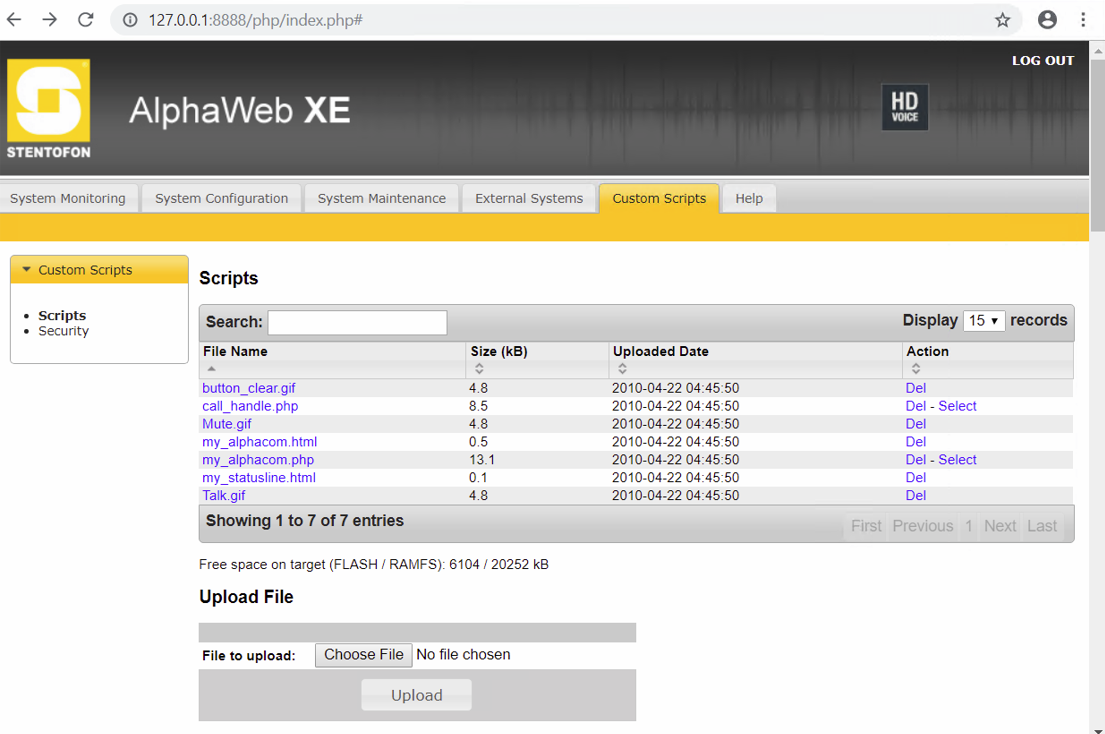 127.0.0.1:8888/php/index.php#
LOG OUT
STENTOFON
AlphaWeb XE
HD
VOICE
System Monitoring System Configuration System Maintenance External Systems Custom Scripts Help
Custom Scripts
Scripts
Security
Scripts
Search: Display 15 records
File Name Size (kB) Uploaded Date Action
button_clear.gif 4.8 2010-04-22 04:45:50 Del
call_handle.php 8.5 2010-04-22 04:45:50 Del - Select
Mute.gif 4.8 2010-04-22 04:45:50 Del
my_alphacom.html 0.5 2010-04-22 04:45:50 Del
my_alphacom.php 13.1 2010-04-22 04:45:50 Del - Select
my_statusline.html 0.1 2010-04-22 04:45:50 Del
Talk.gif 4.8 2010-04-22 04:45:50 Del
Showing 1 to 7 of 7 entries First Previous 1 Next Last
Free space on target (FLASH / RAMFS): 6104 / 20252 kB
Upload File
File to upload: Choose File No file chosen
Upload